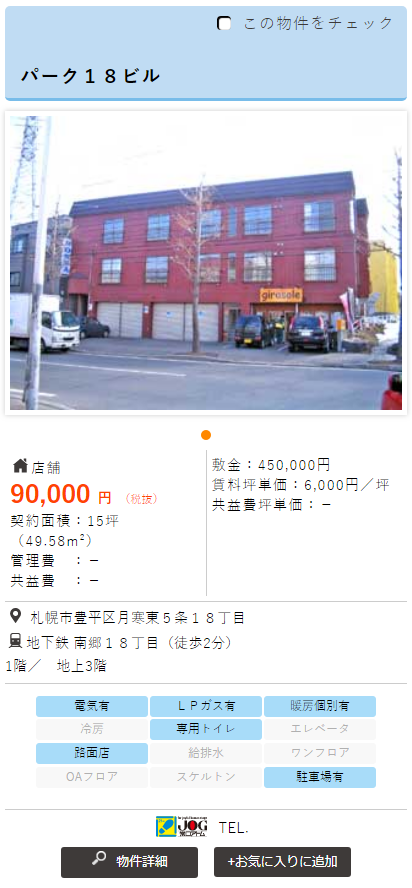 この物件をチェック
パーク１８ビル
girasole
店舗
90,000 円 （税抜）
契約面積：15坪
（49.58m²）
管理費　：－
共益費　：－
敷金：450,000円
賃料坪単価：6,000円／坪
共益費坪単価：－
札幌市豊平区月寒東５条１８丁目
地下鉄 南郷１８丁目（徒歩2分）
1階／　地上3階
電気有　ＬＰガス有　暖房個別有
冷房　専用トイレ　エレベータ
路面店　給排水　ワンフロア
OAフロア　スケルトン　駐車場有
JOG　TEL.
常口アトム
物件詳細　+お気に入りに追加